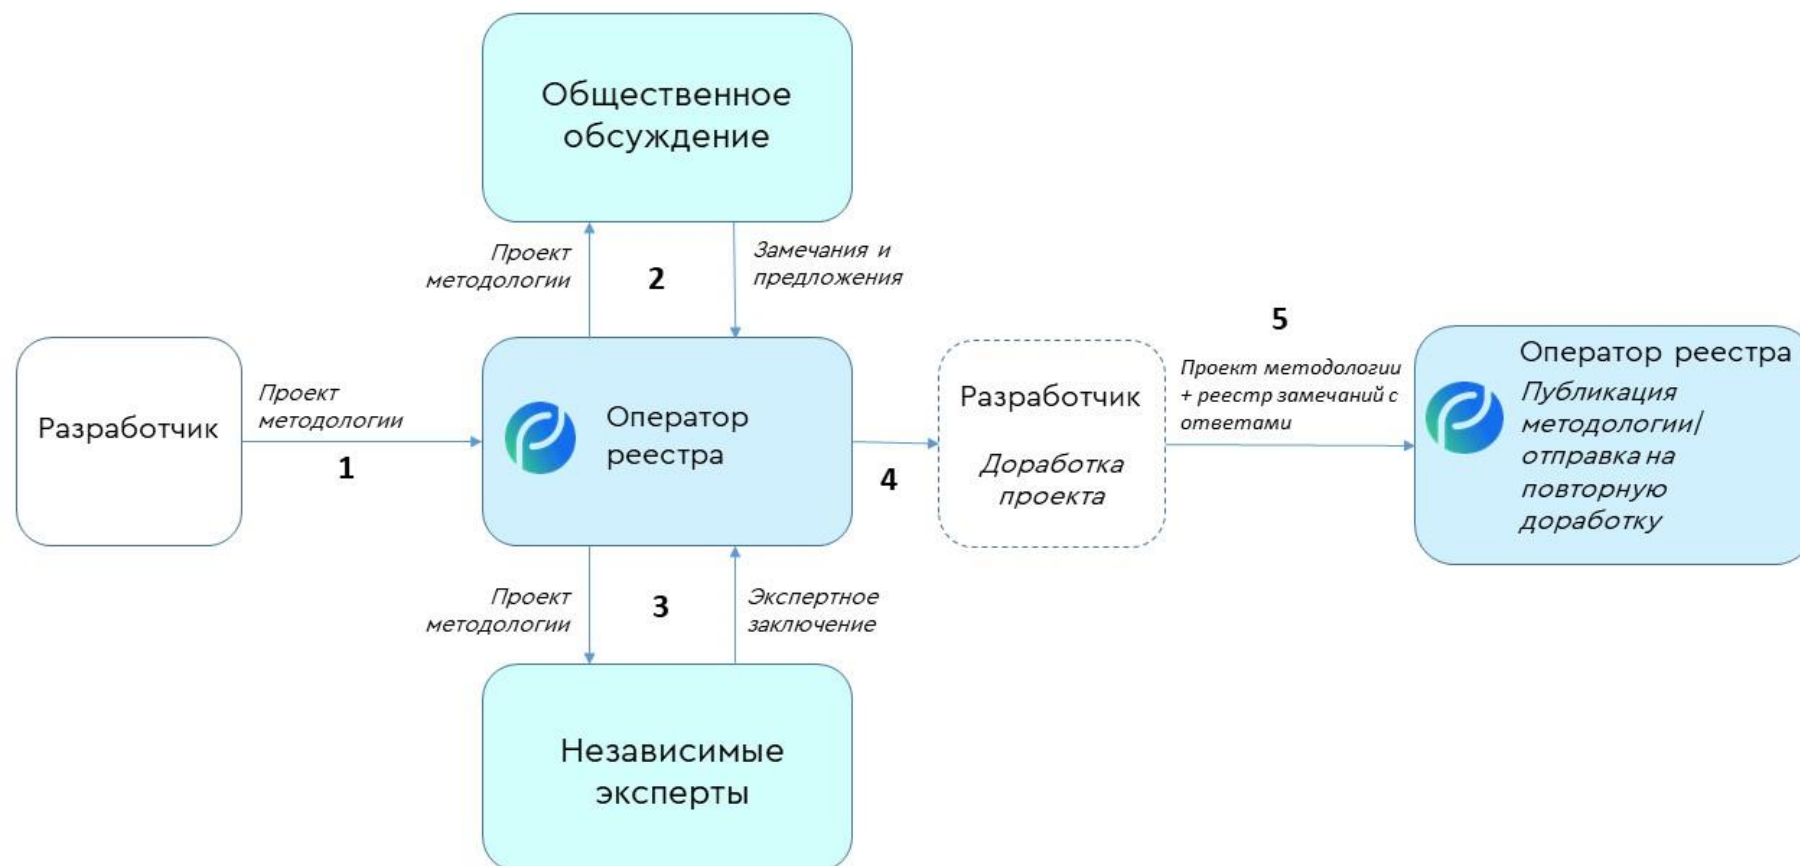 Общественное
обсуждение
Проект
методологии
2
Замечания и
предложения
Разработчик
Проект
методологии
1
Оператор
реестра
4
Разработчик
Доработка
проекта
5
Проект методологии
+ реестр замечаний с
ответами
Оператор реестра
Публикация
методологии/
отправка на
повторную
доработку
Проект
методологии
3
Экспертное
заключение
Независимые
эксперты